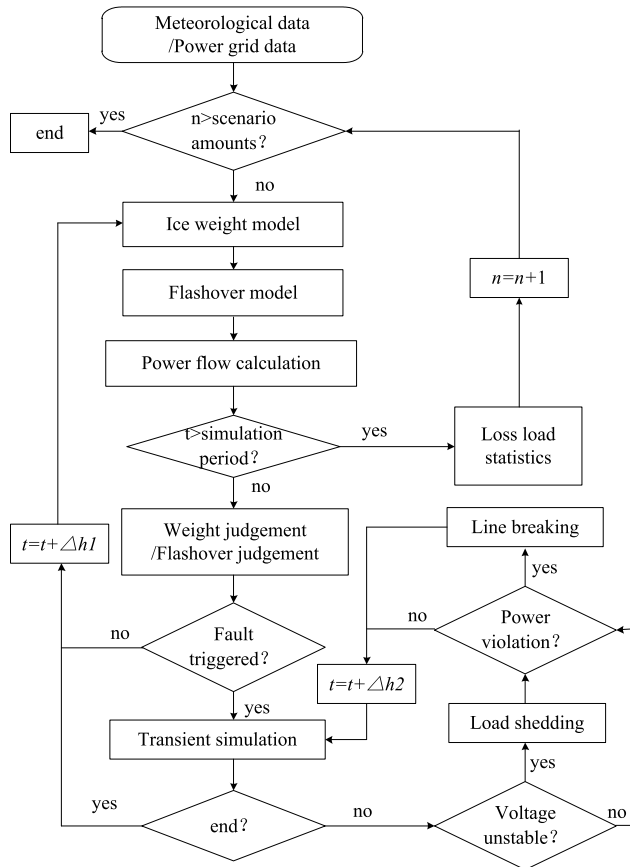 Meteorological data
/Power grid data
yes
n>scenario
amounts?
end
no
Ice weight model
n=n+1
Flashover model
Power flow calculation
t>simulation
period?
yes
Loss load
statistics
no
Weight judgement
/Flashover judgement
Line breaking
t=t+△h1
yes
no
Fault
triggered?
no
Power
violation?
t=t+△h2
yes
Transient simulation
Load shedding
yes
yes
end?
no
Voltage
unstable?
no